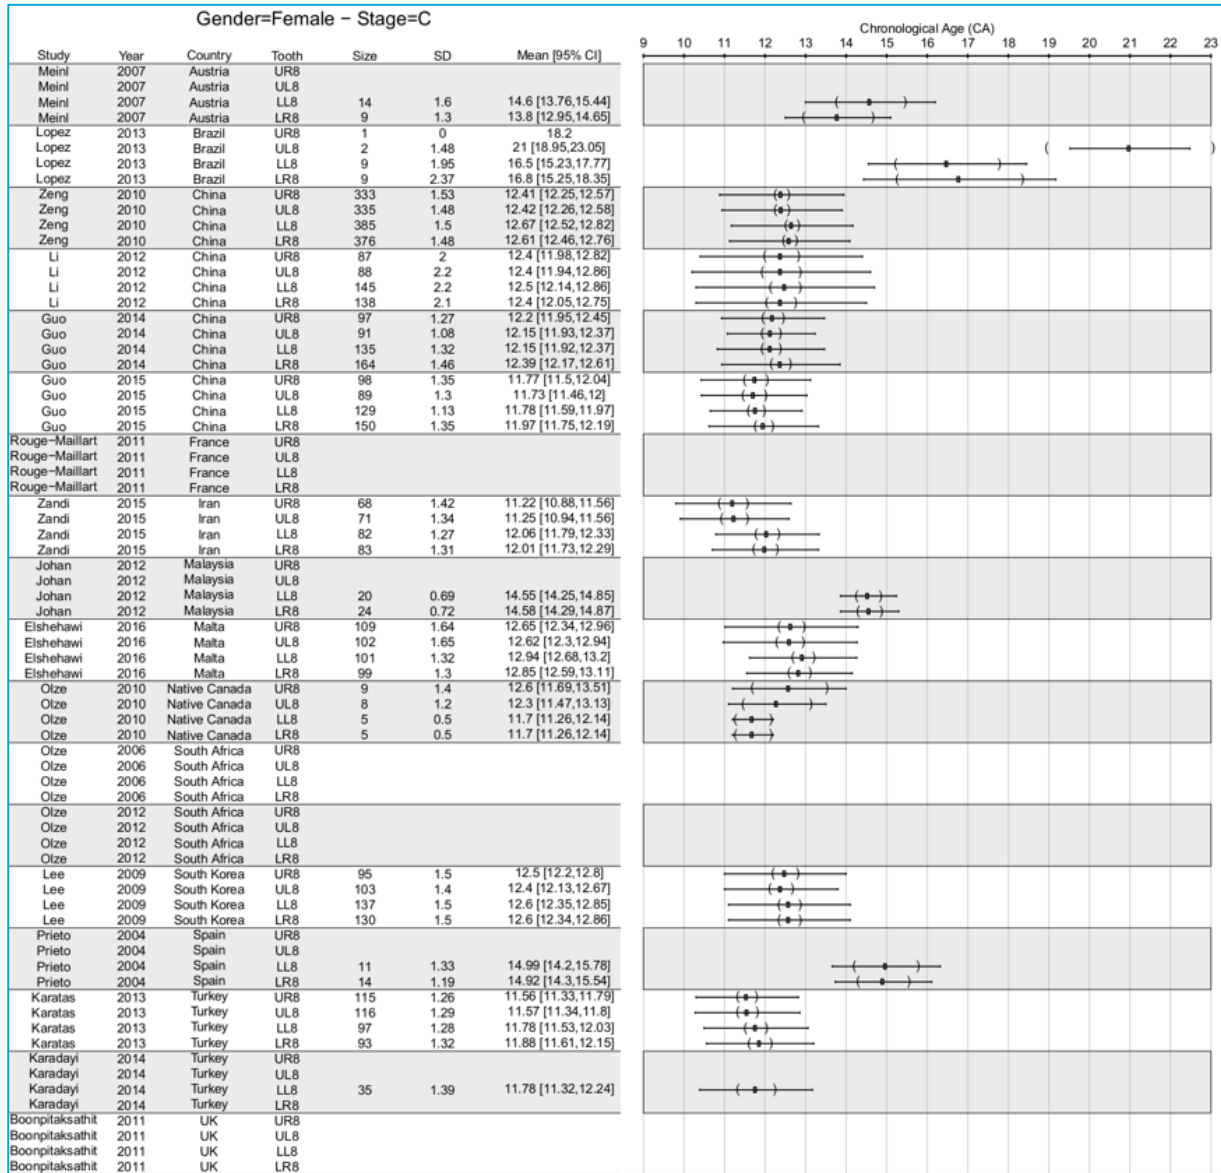 Gender=Female − Stage=C
Chronological Age (CA)
9 10 11 12 13 14 15 16 17 18 19 20 21 22 23
Study Year Country Tooth Size SD Mean [95% CI]
Meinl 2007 Austria UR8
Meinl 2007 Austria UL8
Meinl 2007 Austria LL8 14 1.6 14.6 [13.76,15.44]
Meinl 2007 Austria LR8 9 1.3 13.8 [12.95,14.65]
Lopez 2013 Brazil UR8 1 0 18.2
Lopez 2013 Brazil UL8 2 1.48 21 [18.95,23.05]
Lopez 2013 Brazil LL8 9 1.95 16.5 [15.23,17.77]
Lopez 2013 Brazil LR8 9 2.37 16.8 [15.25,18.35]
Zeng 2010 China UR8 333 1.53 12.41 [12.25,12.57]
Zeng 2010 China UL8 335 1.48 12.42 [12.26,12.58]
Zeng 2010 China LL8 385 1.5 12.67 [12.52,12.82]
Zeng 2010 China LR8 376 1.48 12.61 [12.46,12.76]
Li 2012 China UR8 87 2 12.4 [11.98,12.82]
Li 2012 China UL8 88 2.2 12.4 [11.94,12.86]
Li 2012 China LL8 145 2.2 12.5 [12.14,12.86]
Li 2012 China LR8 138 2.1 12.4 [12.05,12.75]
Guo 2014 China UR8 97 1.27 12.2 [11.95,12.45]
Guo 2014 China UL8 91 1.08 12.15 [11.93,12.37]
Guo 2014 China LL8 135 1.32 12.15 [11.92,12.37]
Guo 2014 China LR8 164 1.46 12.39 [12.17,12.61]
Guo 2015 China UR8 98 1.35 11.77 [11.5,12.04]
Guo 2015 China UL8 89 1.3 11.73 [11.46,12]
Guo 2015 China LL8 129 1.13 11.78 [11.59,11.97]
Guo 2015 China LR8 150 1.35 11.97 [11.75,12.19]
Rouge−Maillart 2011 France UR8
Rouge−Maillart 2011 France UL8
Rouge−Maillart 2011 France LL8
Rouge−Maillart 2011 France LR8
Zandi 2015 Iran UR8 68 1.42 11.22 [10.88,11.56]
Zandi 2015 Iran UL8 71 1.34 11.25 [10.94,11.56]
Zandi 2015 Iran LL8 82 1.27 12.06 [11.79,12.33]
Zandi 2015 Iran LR8 83 1.31 12.01 [11.73,12.29]
Johan 2012 Malaysia UR8
Johan 2012 Malaysia UL8
Johan 2012 Malaysia LL8 20 0.69 14.55 [14.25,14.85]
Johan 2012 Malaysia LR8 24 0.72 14.58 [14.29,14.87]
Elshehawi 2016 Malta UR8 109 1.64 12.65 [12.34,12.96]
Elshehawi 2016 Malta UL8 102 1.65 12.62 [12.3,12.94]
Elshehawi 2016 Malta LL8 101 1.32 12.94 [12.68,13.2]
Elshehawi 2016 Malta LR8 99 1.3 12.85 [12.59,13.11]
Olze 2010 Native Canada UR8 9 1.4 12.6 [11.69,13.51]
Olze 2010 Native Canada UL8 8 1.2 12.3 [11.47,13.13]
Olze 2010 Native Canada LL8 5 0.5 11.7 [11.26,12.14]
Olze 2010 Native Canada LR8 5 0.5 11.7 [11.26,12.14]
Olze 2006 South Africa UR8
Olze 2006 South Africa UL8
Olze 2006 South Africa LL8
Olze 2006 South Africa LR8
Olze 2012 South Africa UR8
Olze 2012 South Africa UL8
Olze 2012 South Africa LL8
Olze 2012 South Africa LR8
Lee 2009 South Korea UR8 95 1.5 12.5 [12.2,12.8]
Lee 2009 South Korea UL8 103 1.4 12.4 [12.13,12.67]
Lee 2009 South Korea LL8 137 1.5 12.6 [12.35,12.85]
Lee 2009 South Korea LR8 130 1.5 12.6 [12.34,12.86]
Prieto 2004 Spain UR8
Prieto 2004 Spain UL8
Prieto 2004 Spain LL8 11 1.33 14.99 [14.2,15.78]
Prieto 2004 Spain LR8 14 1.19 14.92 [14.3,15.54]
Karatas 2013 Turkey UR8 115 1.26 11.56 [11.33,11.79]
Karatas 2013 Turkey UL8 116 1.29 11.57 [11.34,11.8]
Karatas 2013 Turkey LL8 97 1.28 11.78 [11.53,12.03]
Karatas 2013 Turkey LR8 93 1.32 11.88 [11.61,12.15]
Karadayi 2014 Turkey UR8
Karadayi 2014 Turkey UL8
Karadayi 2014 Turkey LL8 35 1.39 11.78 [11.32,12.24]
Karadayi 2014 Turkey LR8
Boonpitaksathit 2011 UK UR8
Boonpitaksathit 2011 UK UL8
Boonpitaksathit 2011 UK LL8
Boonpitaksathit 2011 UK LR8
9 10 11 12 13 14 15 16 17 18 19 20 21 22 23